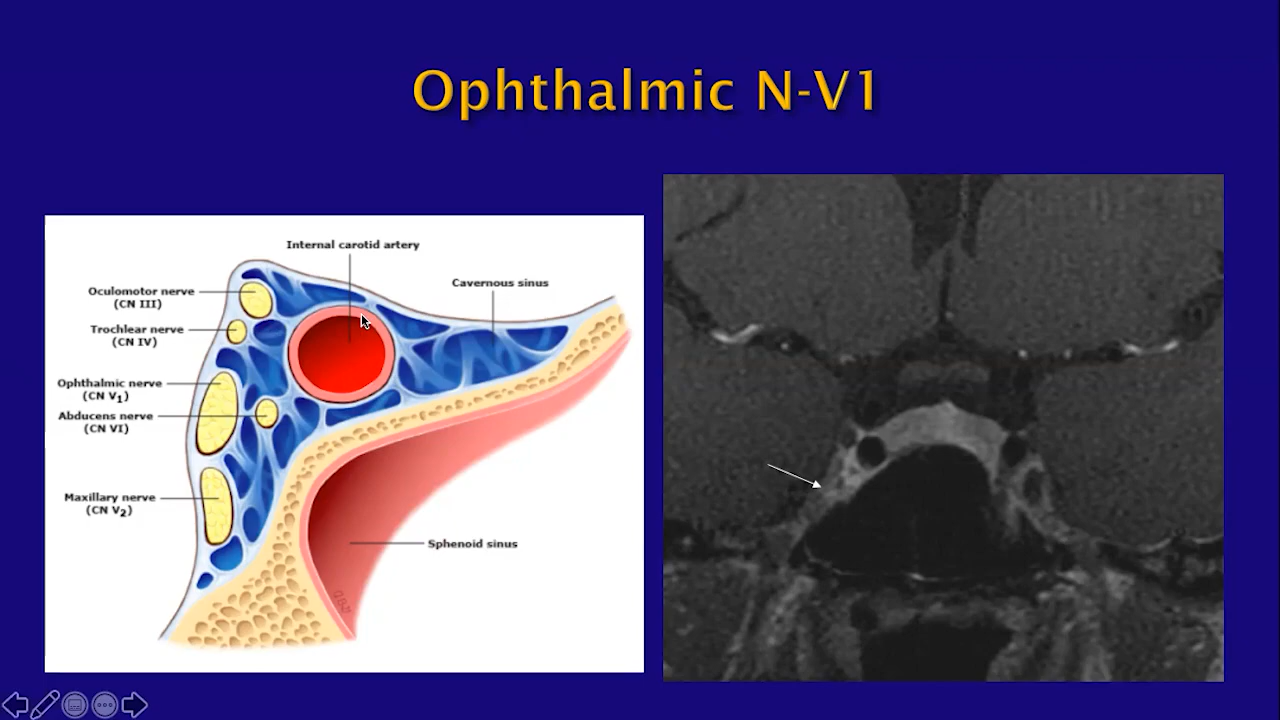 Ophthalmic N-V1
Internal carotid artery
Cavernous sinus
Oculomotor nerve
(CN III)
Trochlear nerve
(CN IV)
Ophthalmic nerve
(CN V1)
Abducens nerve
(CN VI)
Maxillary nerve
(CN V2)
Sphenoid sinus